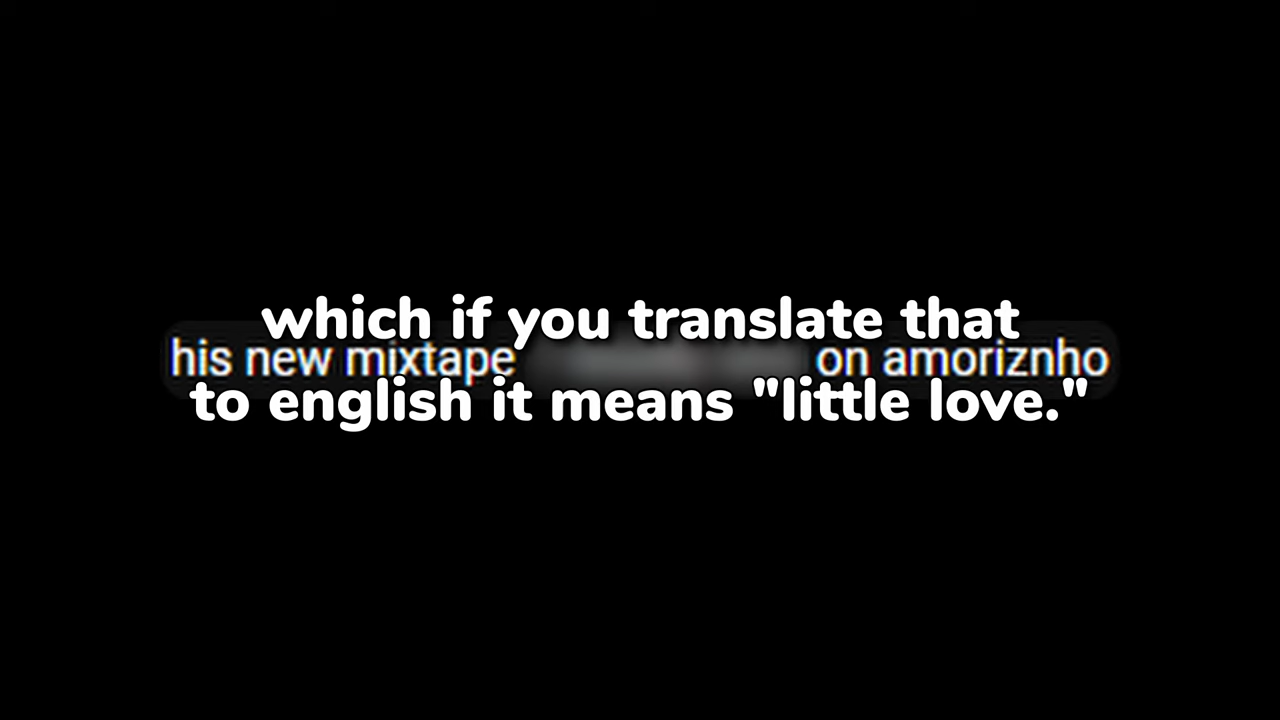 which if you translate that
his new mixtape on amoriznho
to english it means "little love."